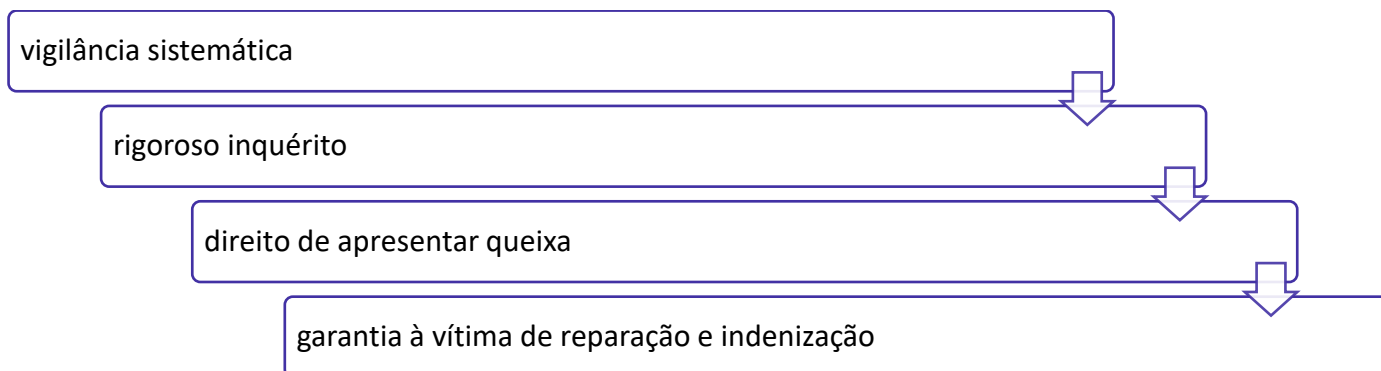 vigilância sistemática
rigoroso inquérito
direito de apresentar queixa
garantia à vítima de reparação e indenização